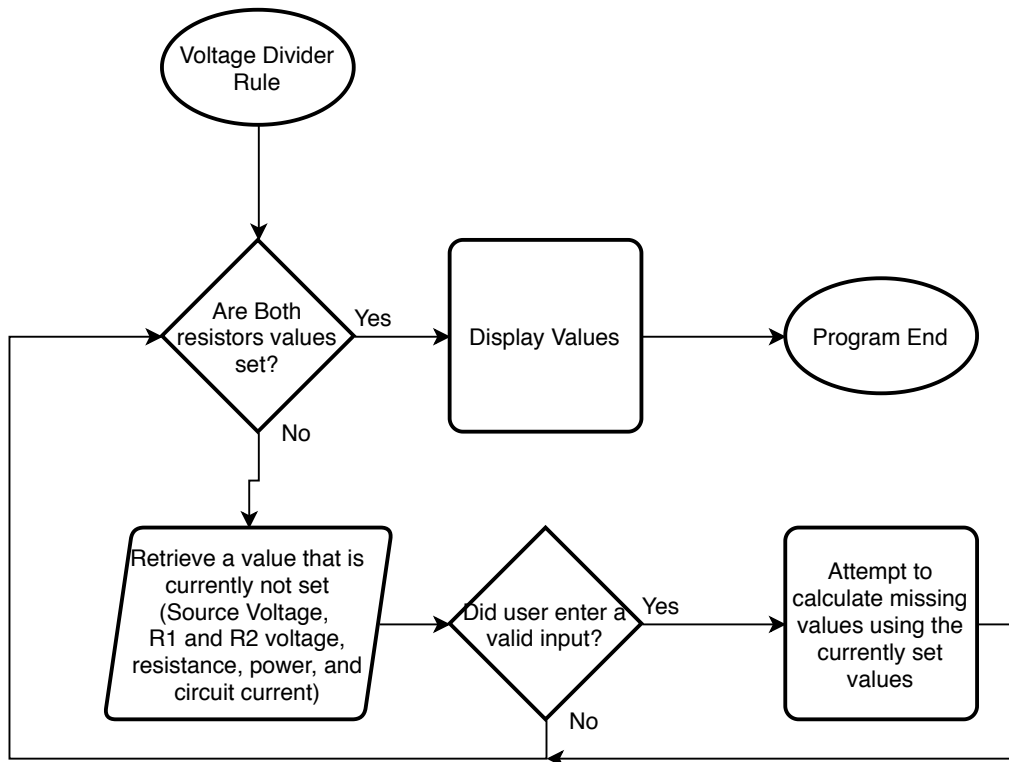 Voltage Divider
Rule
Are Both
resistors values
set?
Yes
Display Values
Program End
No
Retrieve a value that is
currently not set
(Source Voltage,
R1 and R2 voltage,
resistance, power, and
circuit current)
Did user enter a
valid input?
Yes
Attempt to
calculate missing
values using the
currently set
values
No